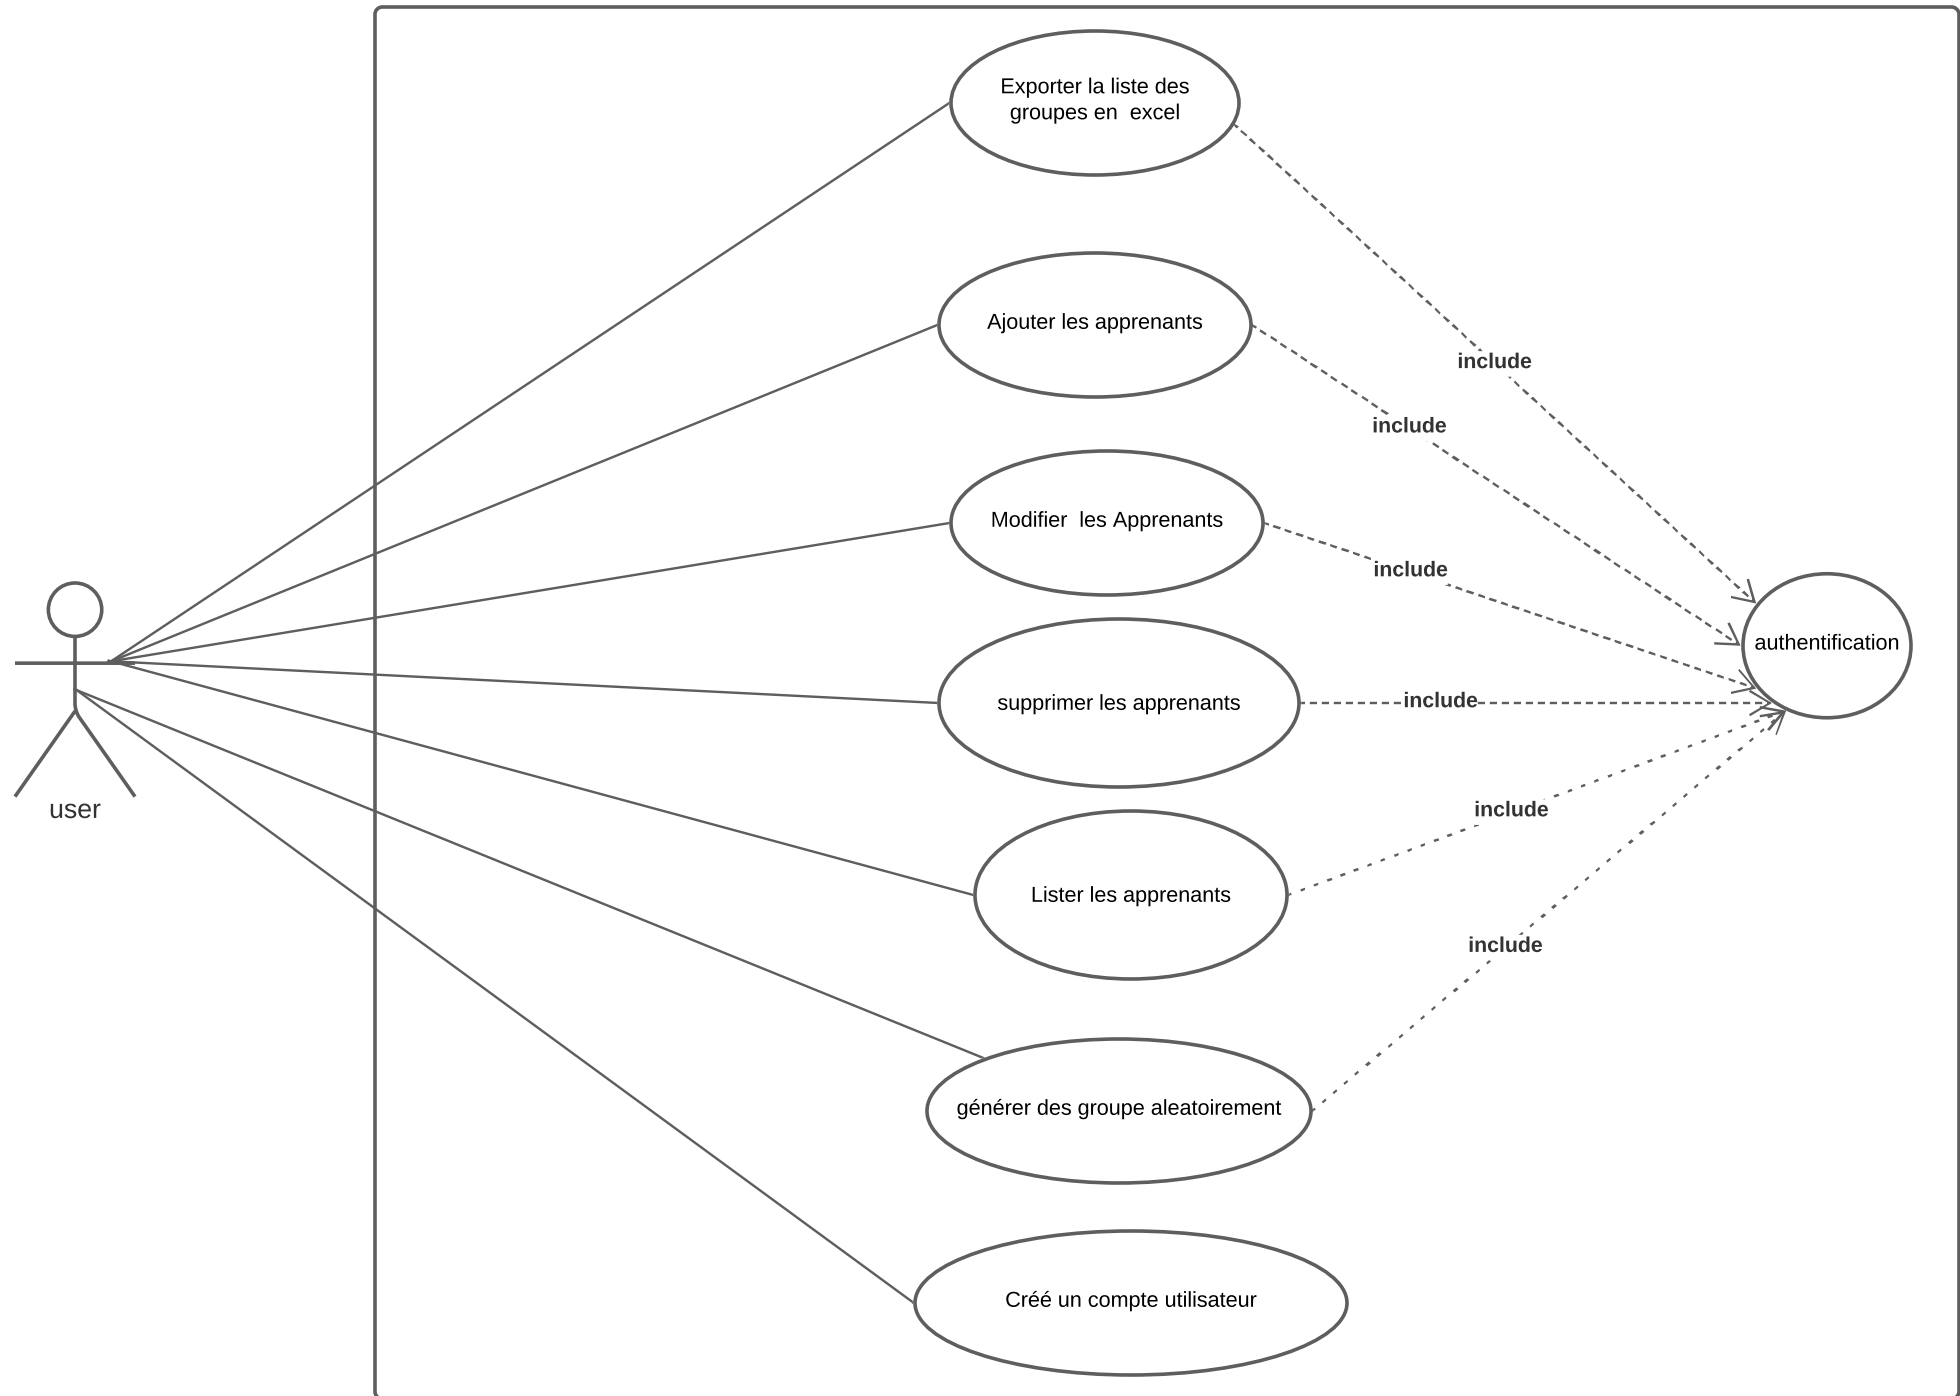 Exporter la liste des
groupes en  excel
Ajouter les apprenants
include
include
Modifier  les Apprenants
include
authentification
supprimer les apprenants
include
user
include
Lister les apprenants
include
générer des groupe aleatoirement
Créé un compte utilisateur